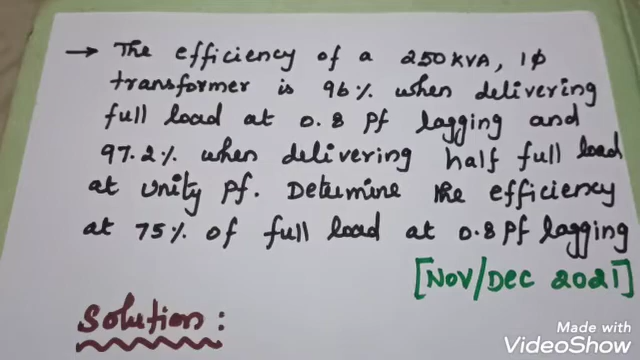 → The efficiency of a 250 KVA, 1ϕ
transformer is 96% when delivering
full load at 0.8 Pf lagging and
97.2% when delivering half full load
at unity Pf. Determine the efficiency
at 75% of full load at 0.8 Pf lagging
[Nov/Dec 2021]
Solution:
Made with
VideoShow